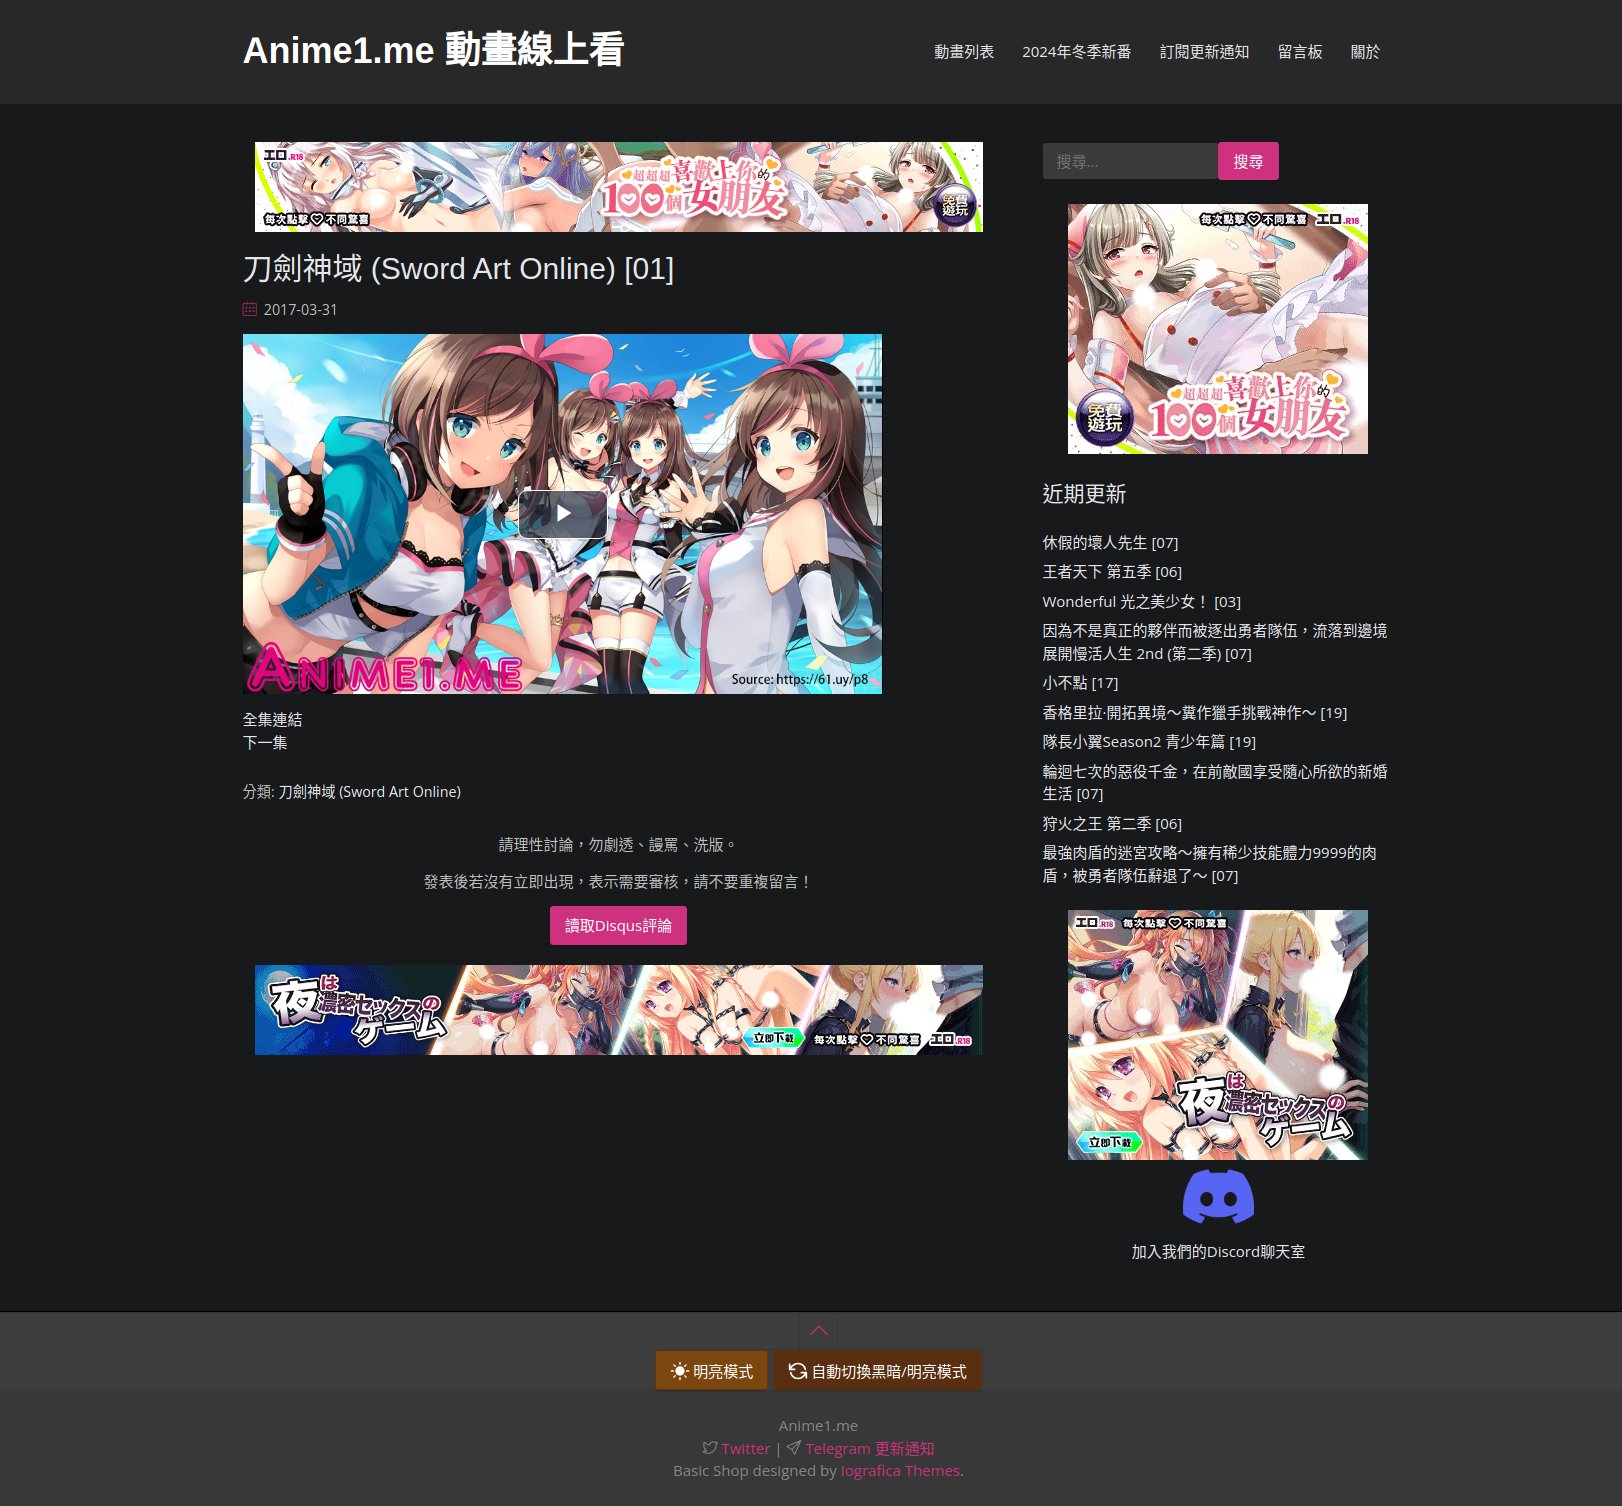 Anime1.me 動畫線上看
動畫列表
2024年冬季新番
訂閱更新通知
留言板
關於
エロ.R18
每次點擊♡不同驚喜
超超超喜歡上你的
100個女朋友
免費
遊玩
刀劍神域 (Sword Art Online) [01]
2017-03-31
ANIME1.ME
Source: https://61.uy/p8
全集連結
下一集
分類: 刀劍神域 (Sword Art Online)
請理性討論，勿劇透、謾罵、洗版。
發表後若沒有立即出現，表示需要審核，請不要重複留言！
讀取Disqus評論
夜は
濃密セックスの
ゲーム
立即下載
每次點擊♡不同驚喜
エロ.R18
搜尋...
搜尋
每次點擊♡不同驚喜 エロ.R18
超超超喜歡上你的
100個女朋友
免費
遊玩
近期更新
休假的壞人先生 [07]
王者天下 第五季 [06]
Wonderful 光之美少女！ [03]
因為不是真正的夥伴而被逐出勇者隊伍，流落到邊境
展開慢活人生 2nd (第二季) [07]
小不點 [17]
香格里拉·開拓異境～糞作獵手挑戰神作～ [19]
隊長小翼Season2 青少年篇 [19]
輪迴七次的惡役千金，在前敵國享受隨心所欲的新婚
生活 [07]
狩火之王 第二季 [06]
最強肉盾的迷宮攻略～擁有稀少技能體力9999的肉
盾，被勇者隊伍辭退了～ [07]
エロ.R18 每次點擊♡不同驚喜
夜は
濃密セックスの
ゲーム
立即下載
加入我們的Discord聊天室
明亮模式
自動切換黑暗/明亮模式
Anime1.me
Twitter | Telegram 更新通知
Basic Shop designed by Iografica Themes.